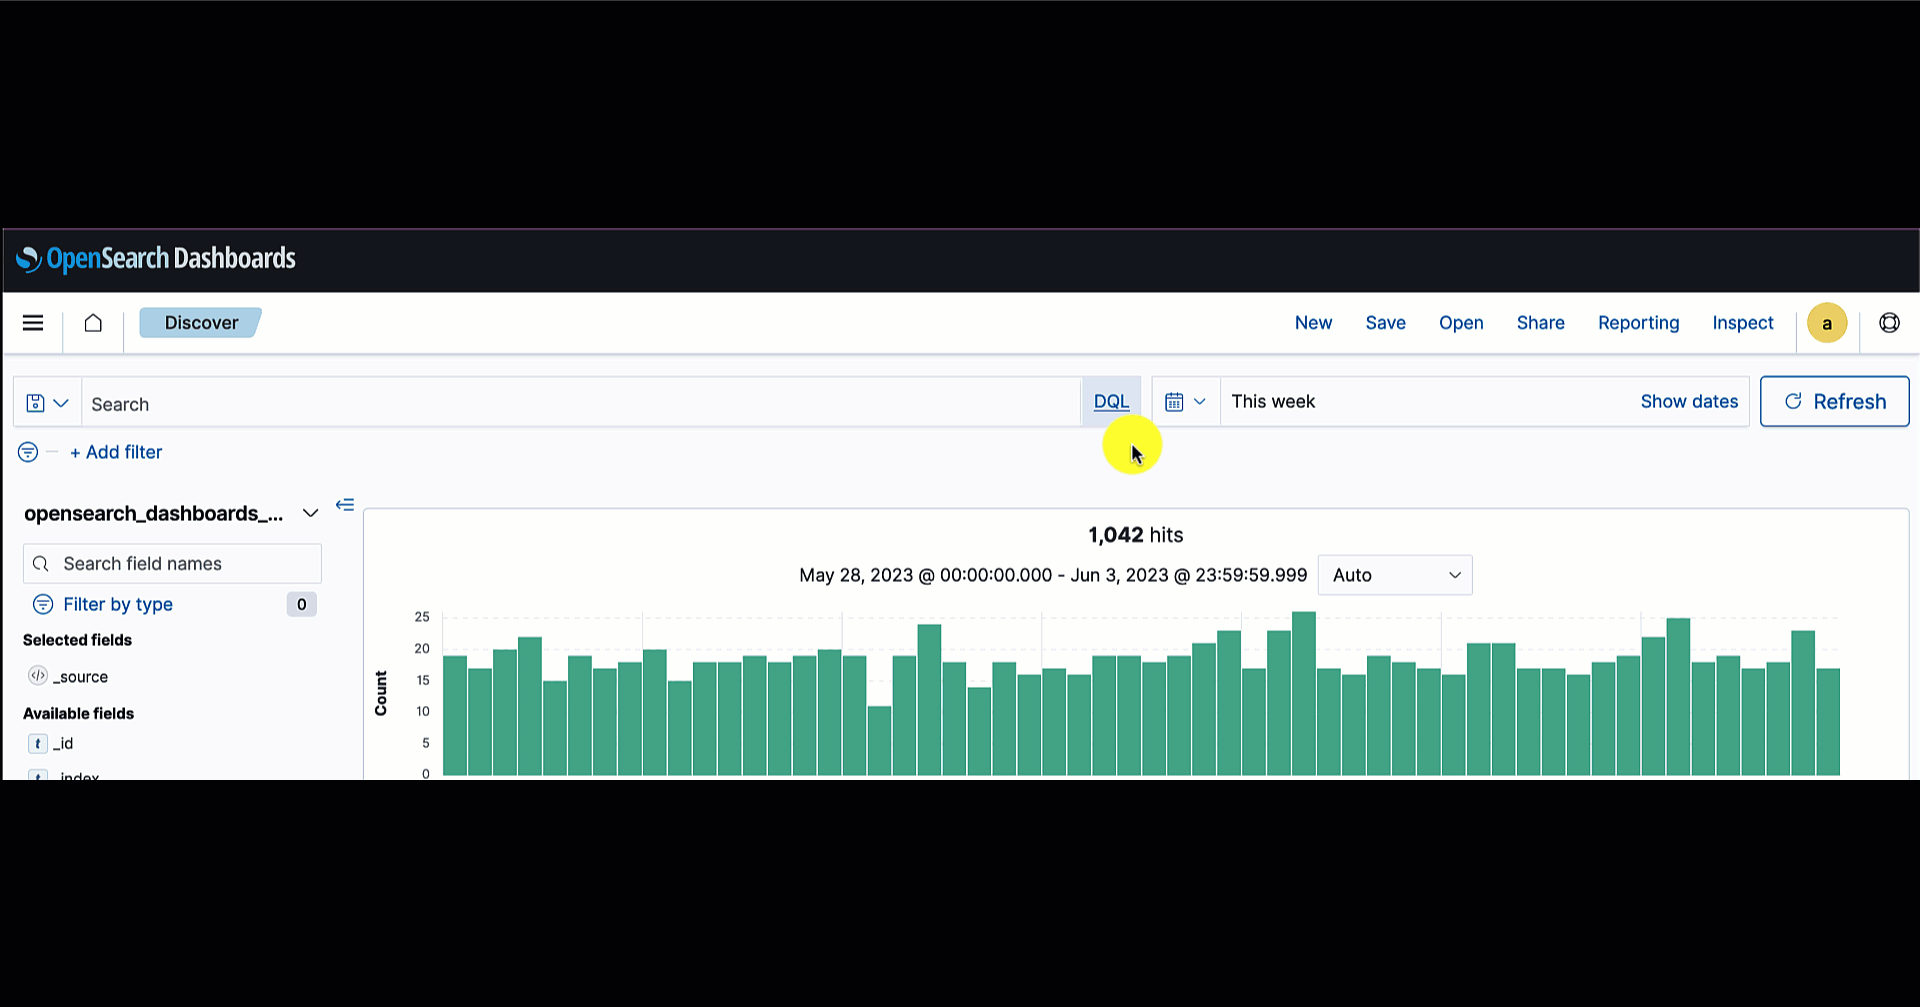 OpenSearch Dashboards
Discover
New Save Open Share Reporting Inspect a
Search DQL This week Show dates Refresh
+ Add filter
opensearch_dashboards_...
1,042 hits
Search field names
May 28, 2023 @ 00:00:00.000 - Jun 3, 2023 @ 23:59:59.999 Auto
Filter by type 0
Selected fields
</> _source
Available fields
t _id
t _index
Count
25
20
15
10
5
0